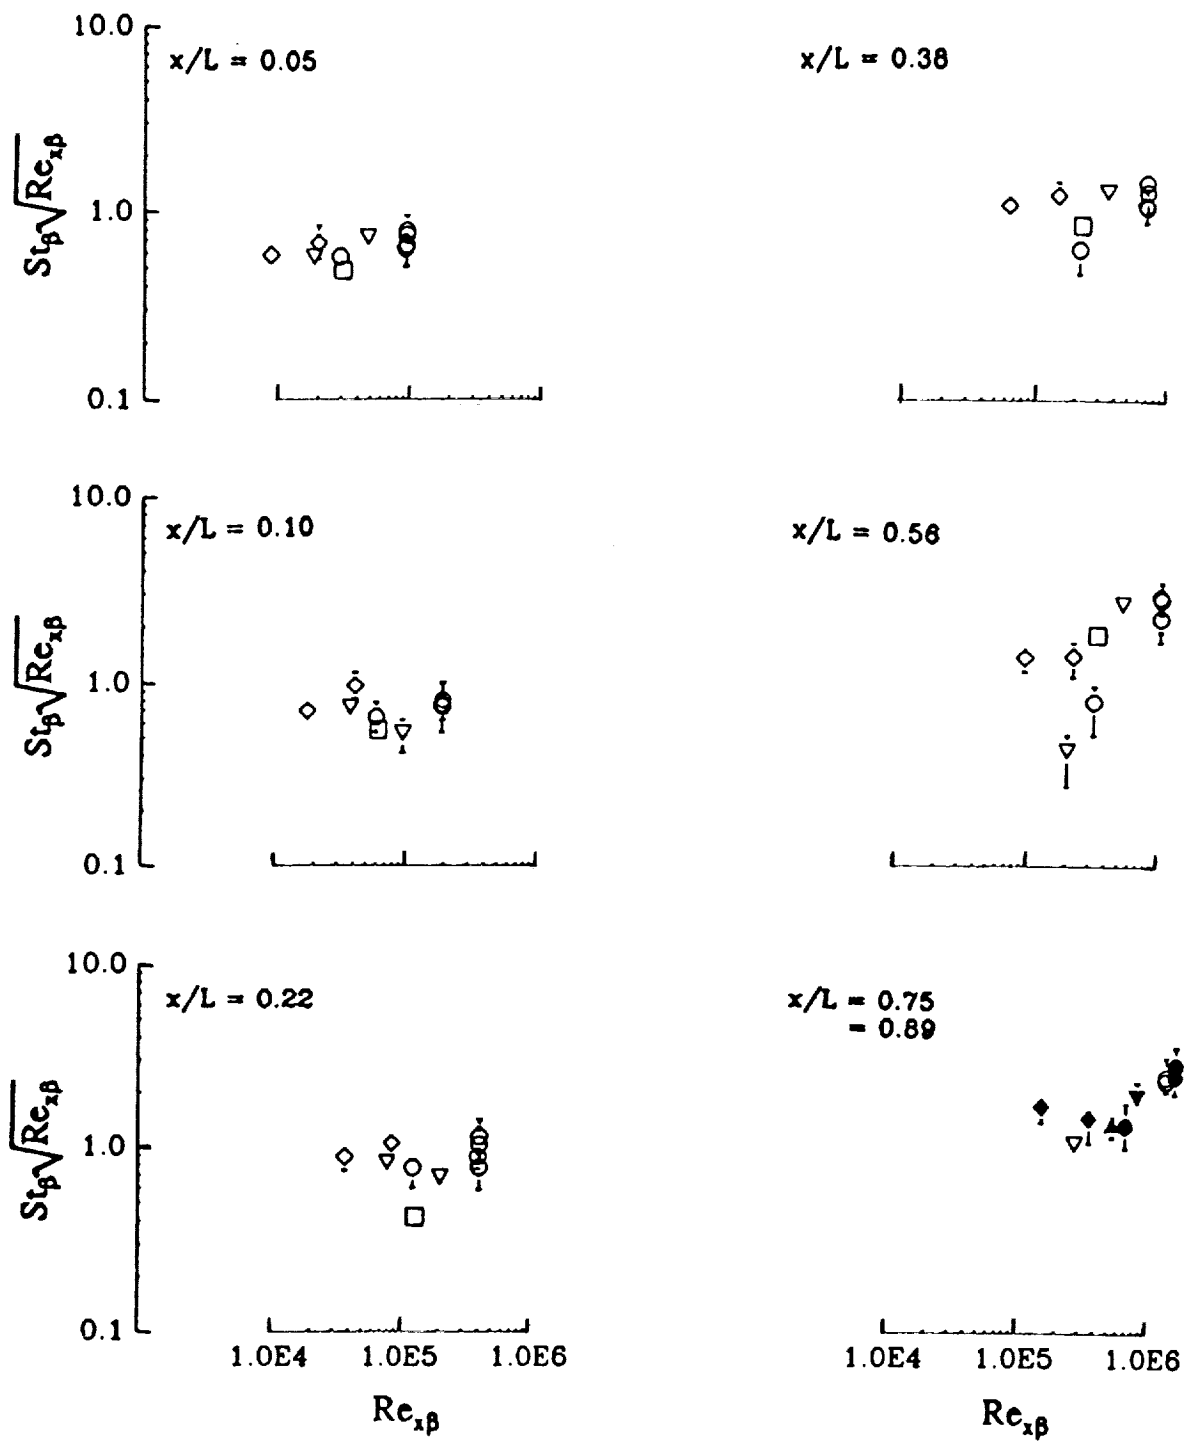 10.0
x/L = 0.05
x/L = 0.38
St_β√Re_xβ
1.0
0.1
10.0
x/L = 0.10
x/L = 0.56
St_β√Re_xβ
1.0
0.1
10.0
x/L = 0.22
x/L = 0.75
= 0.89
St_β√Re_xβ
1.0
0.1
1.0E4 1.0E5 1.0E6
1.0E4 1.0E5 1.0E6
Re_xβ
Re_xβ